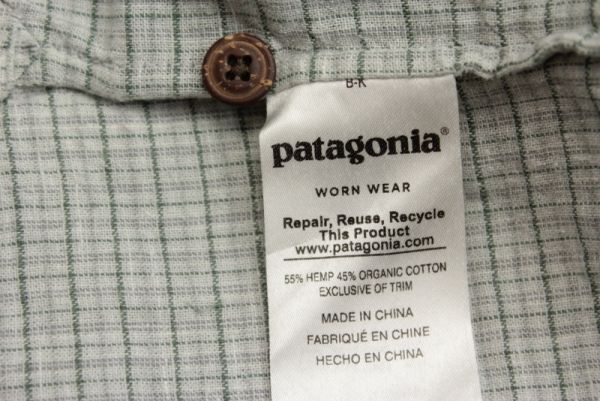 B-K
patagonia®
WORN WEAR
Repair, Reuse, Recycle
This Product
www.patagonia.com
55% HEMP 45% ORGANIC COTTON
EXCLUSIVE OF TRIM
MADE IN CHINA
FABRIQUÉ EN CHINE
HECHO EN CHINA